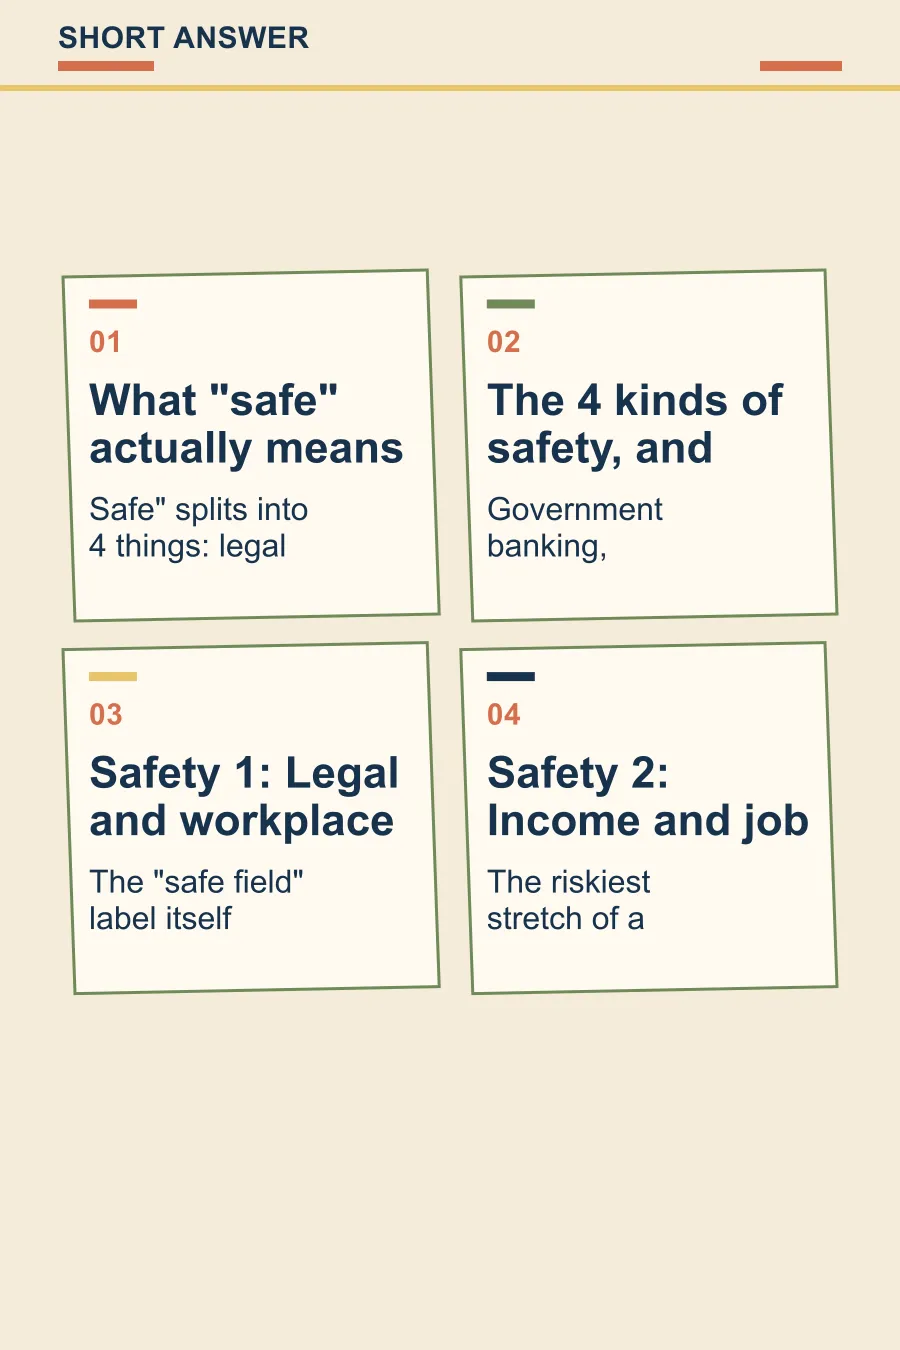 SHORT ANSWER
01
What "safe"
actually means
Safe" splits into
4 things: legal
02
The 4 kinds of
safety, and
Government
banking,
03
Safety 1: Legal
and workplace
The "safe field"
label itself
04
Safety 2:
Income and job
The riskiest
stretch of a